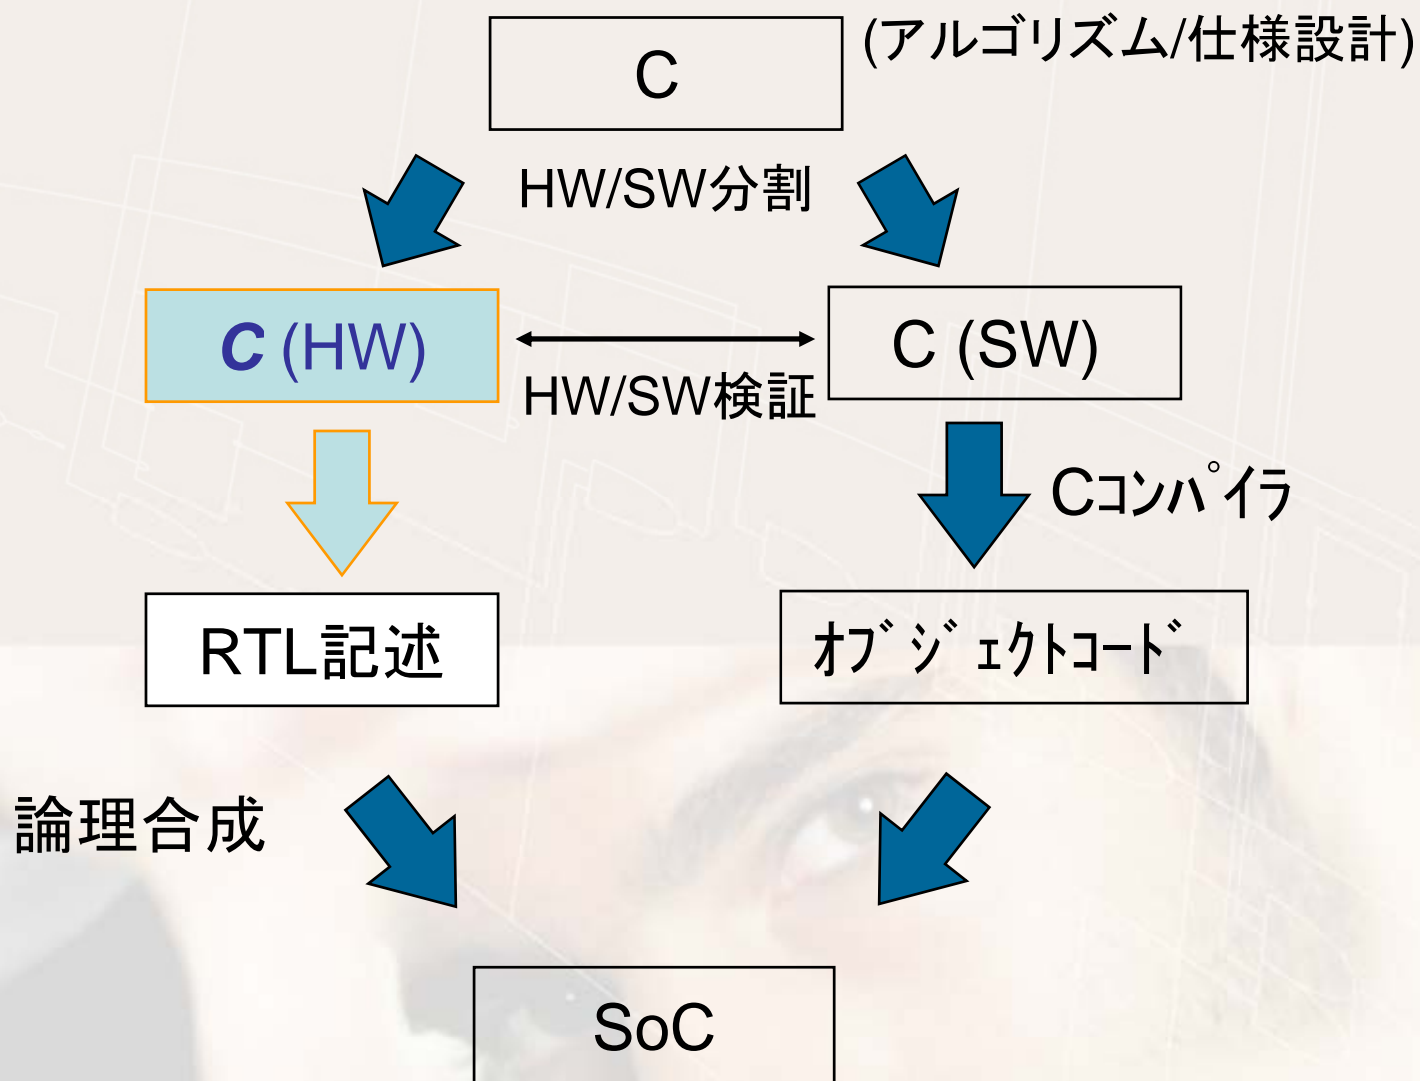 C
(アルゴリズム/仕様設計)
HW/SW分割
C (HW)
C (SW)
HW/SW検証
Cｺﾝﾊﾟｲﾗ
RTL記述
ｵﾌﾞｼﾞｪｸﾄｺｰﾄﾞ
論理合成
SoC